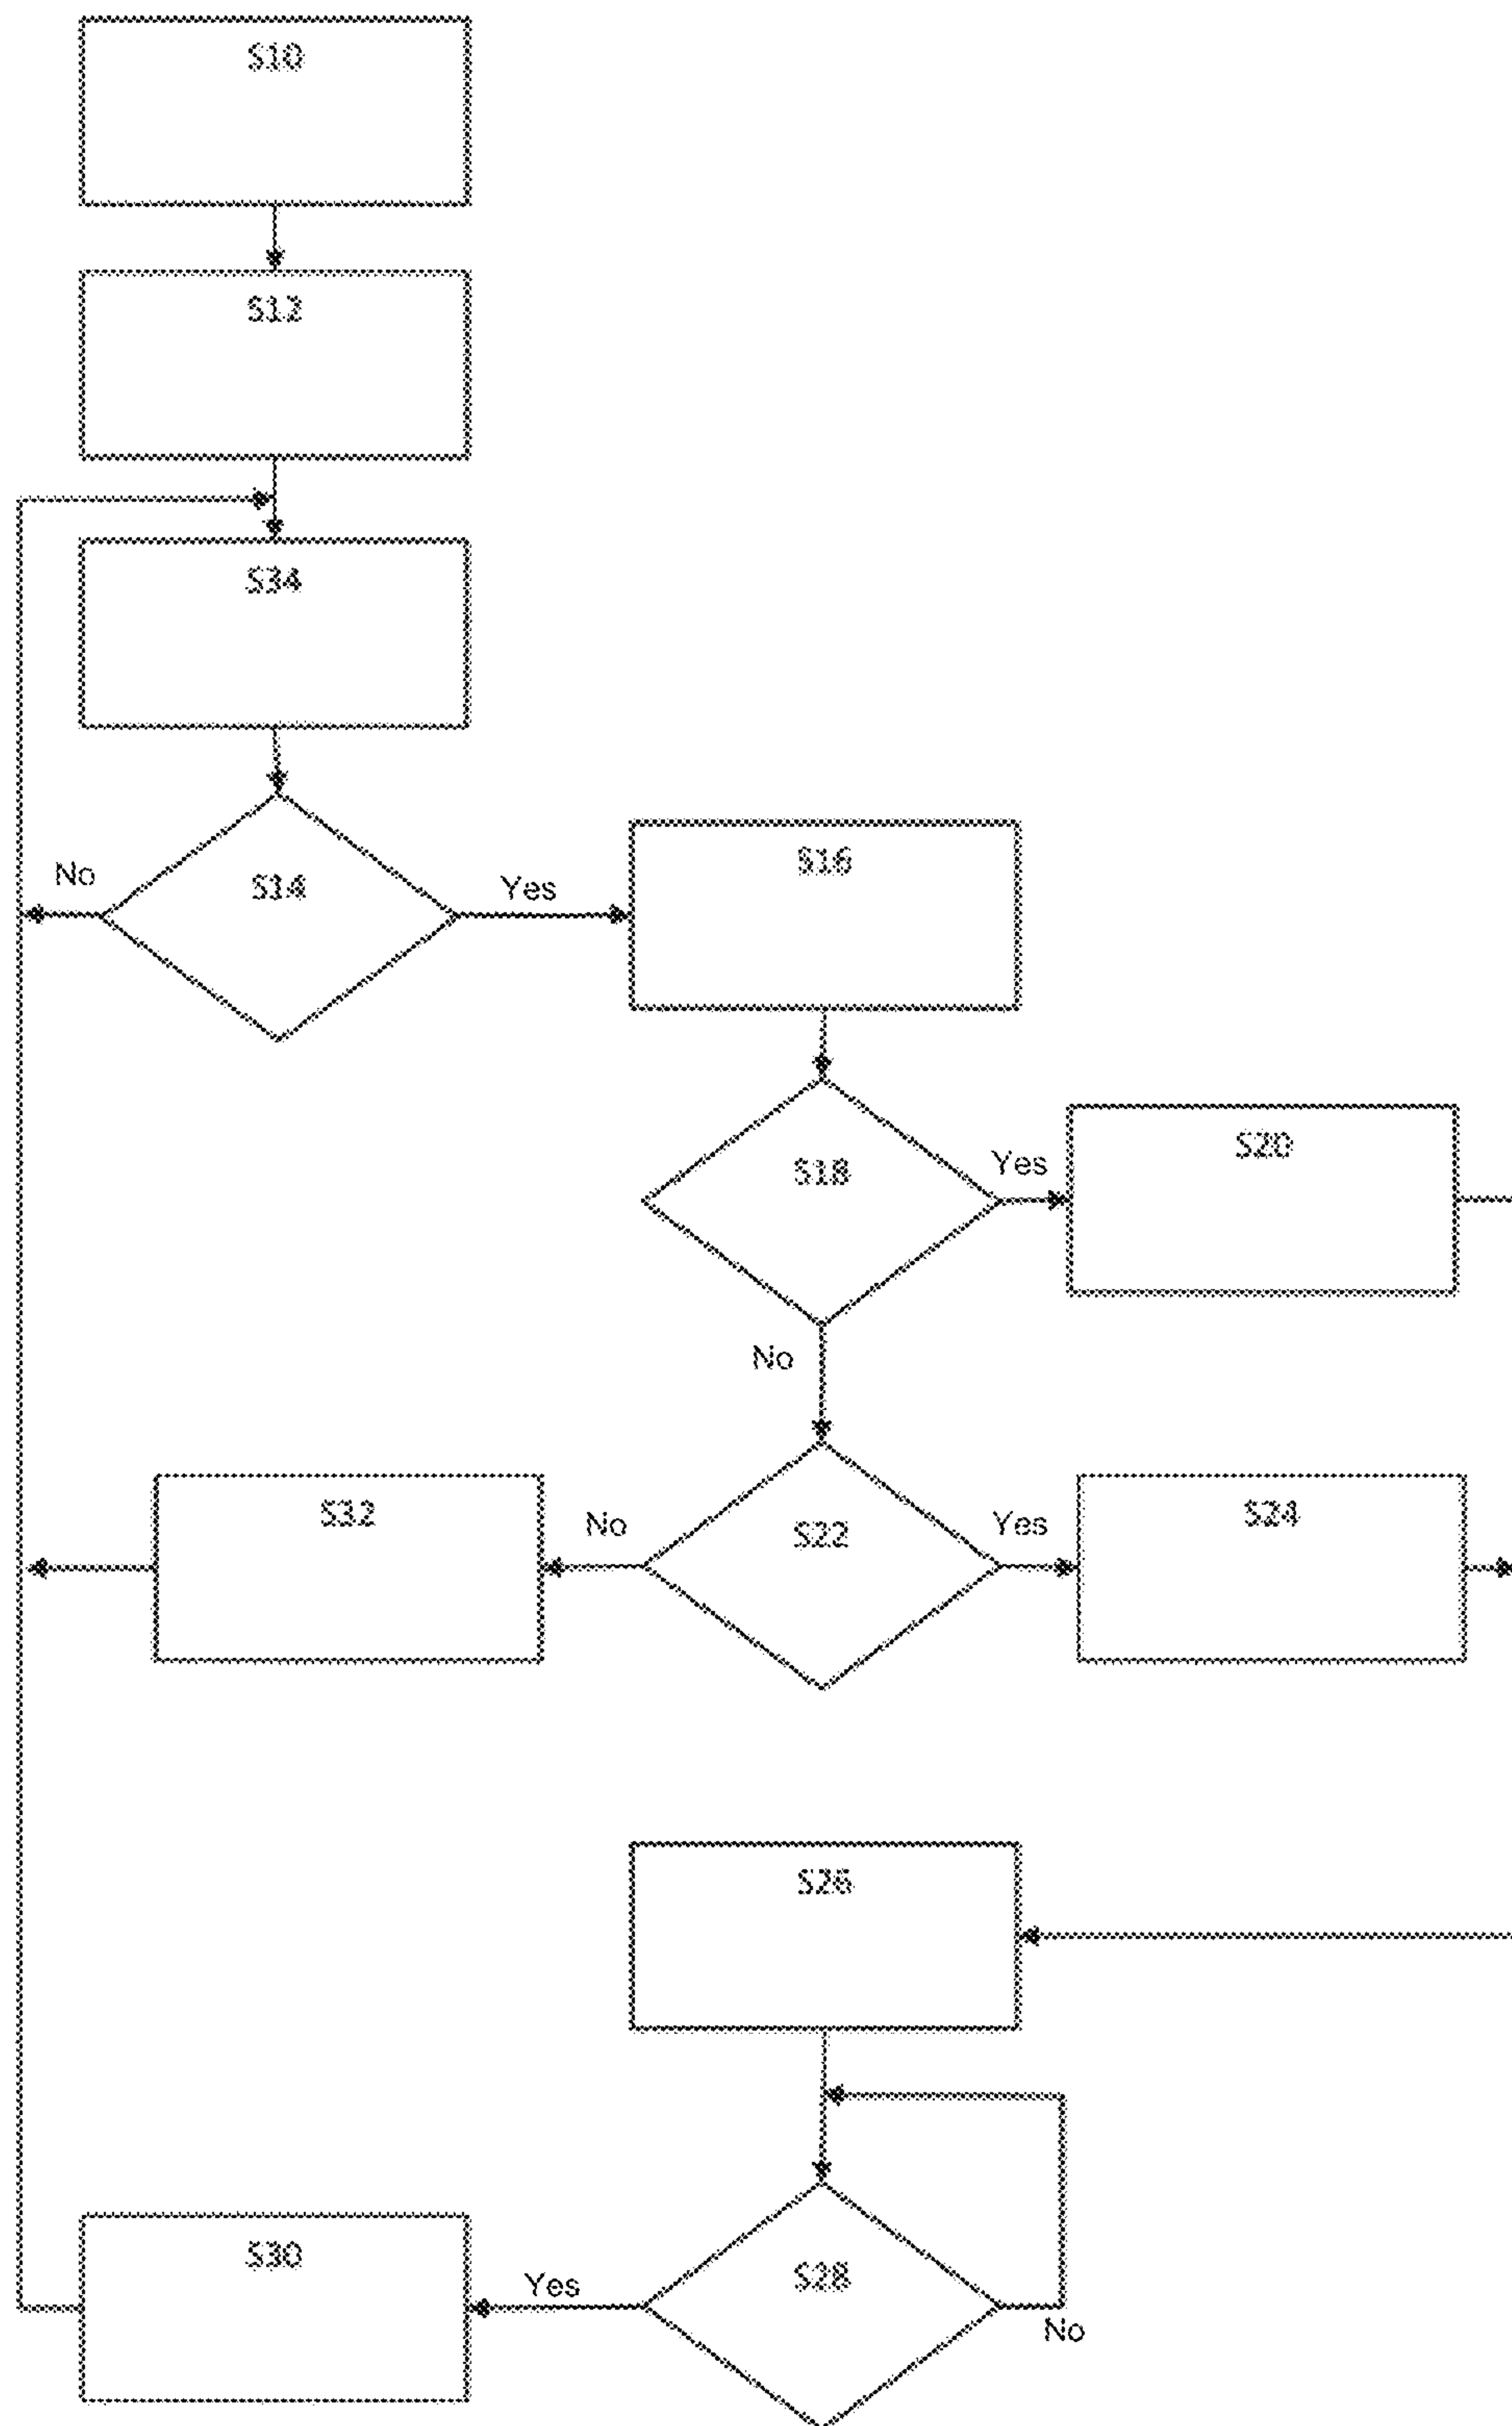 S10
S12
S34
No
S14
Yes
S16
S18
Yes
S20
No
S32
No
S22
Yes
S24
S26
S30
Yes
S28
No